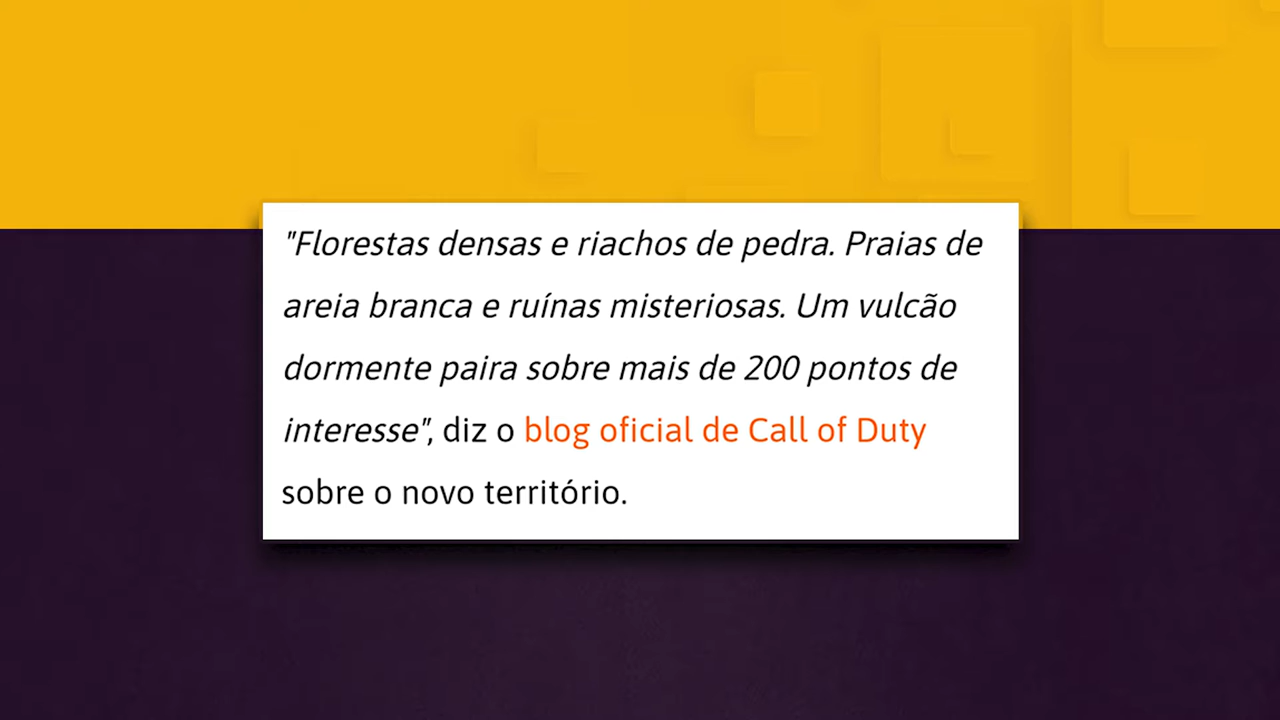 "Florestas densas e riachos de pedra. Praias de
areia branca e ruínas misteriosas. Um vulcão
dormente paira sobre mais de 200 pontos de
interesse", diz o blog oficial de Call of Duty
sobre o novo território.